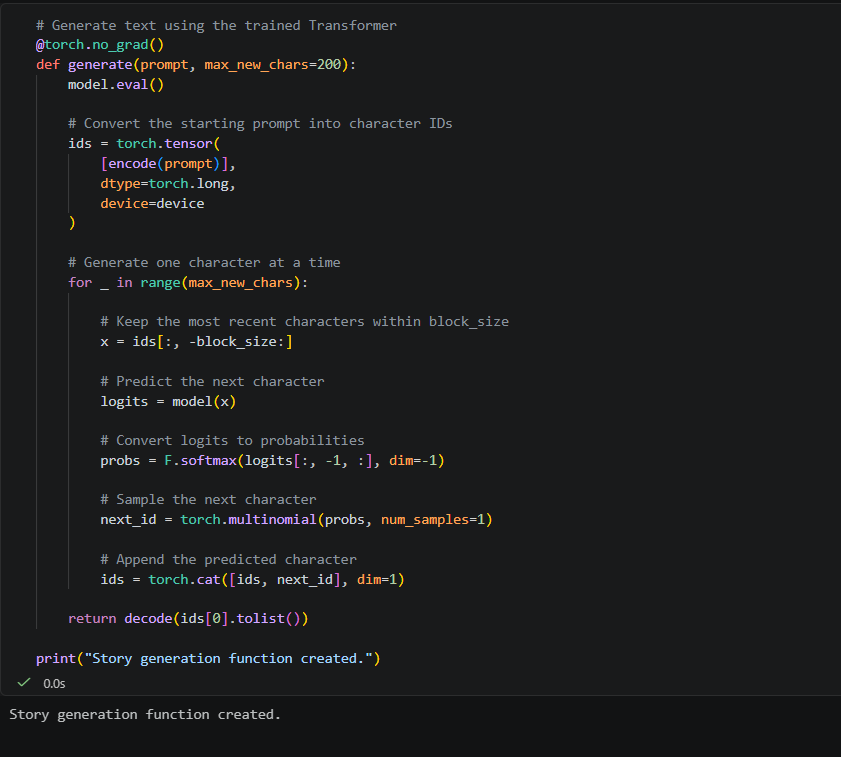 # Generate text using the trained Transformer
@torch.no_grad()
def generate(prompt, max_new_chars=200):
    model.eval()

    # Convert the starting prompt into character IDs
    ids = torch.tensor(
        [encode(prompt)],
        dtype=torch.long,
        device=device
    )

    # Generate one character at a time
    for _ in range(max_new_chars):

        # Keep the most recent characters within block_size
        x = ids[:, -block_size:]

        # Predict the next character
        logits = model(x)

        # Convert logits to probabilities
        probs = F.softmax(logits[:, -1, :], dim=-1)

        # Sample the next character
        next_id = torch.multinomial(probs, num_samples=1)

        # Append the predicted character
        ids = torch.cat([ids, next_id], dim=1)

    return decode(ids[0].tolist())

print("Story generation function created.")
0.0s
Story generation function created.